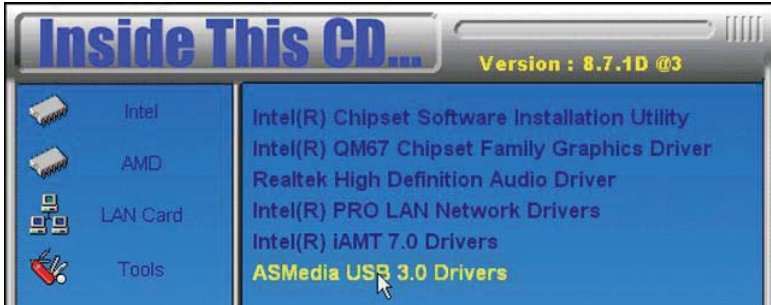 Inside This CD...
Version : 8.7.1D @3
Intel
AMD
LAN Card
Tools
Intel(R) Chipset Software Installation Utility
Intel(R) QM67 Chipset Family Graphics Driver
Realtek High Definition Audio Driver
Intel(R) PRO LAN Network Drivers
Intel(R) iAMT 7.0 Drivers
ASMedia USB 3.0 Drivers